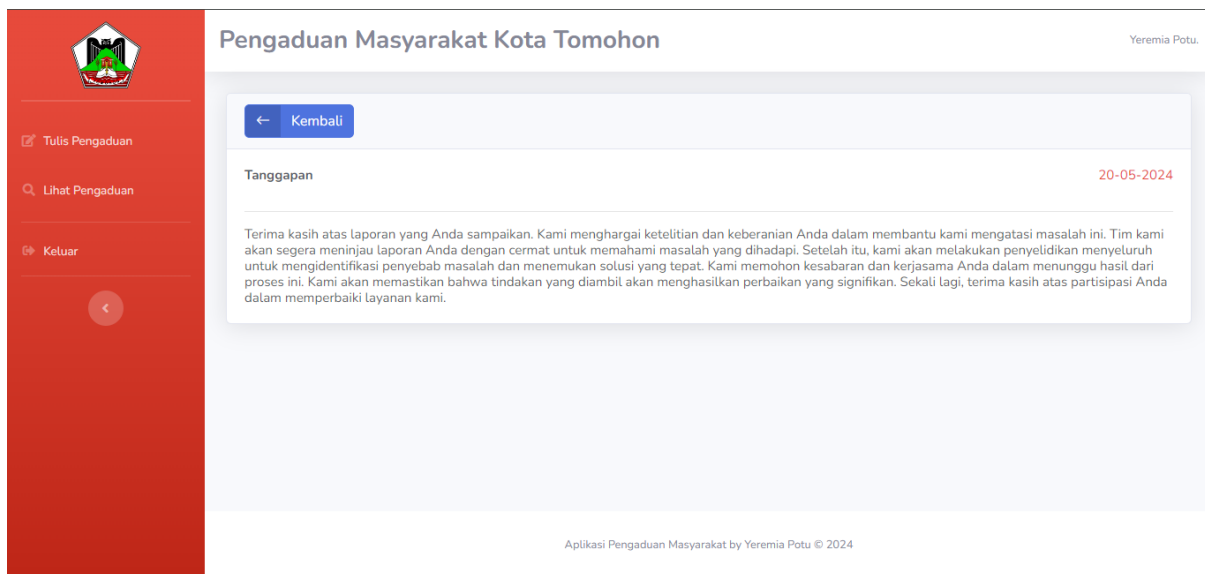 Pengaduan Masyarakat Kota Tomohon
Yeremia Potu.
Tulis Pengaduan
Lihat Pengaduan
Keluar
Kembali
Tanggapan
20-05-2024
Terima kasih atas laporan yang Anda sampaikan. Kami menghargai ketelitian dan keberanian Anda dalam membantu kami mengatasi masalah ini. Tim kami
akan segera meninjau laporan Anda dengan cermat untuk memahami masalah yang dihadapi. Setelah itu, kami akan melakukan penyelidikan menyeluruh
untuk mengidentifikasi penyebab masalah dan menemukan solusi yang tepat. Kami memohon kesabaran dan kerjasama Anda dalam menunggu hasil dari
proses ini. Kami akan memastikan bahwa tindakan yang diambil akan menghasilkan perbaikan yang signifikan. Sekali lagi, terima kasih atas partisipasi Anda
dalam memperbaiki layanan kami.
Aplikasi Pengaduan Masyarakat by Yeremia Potu © 2024